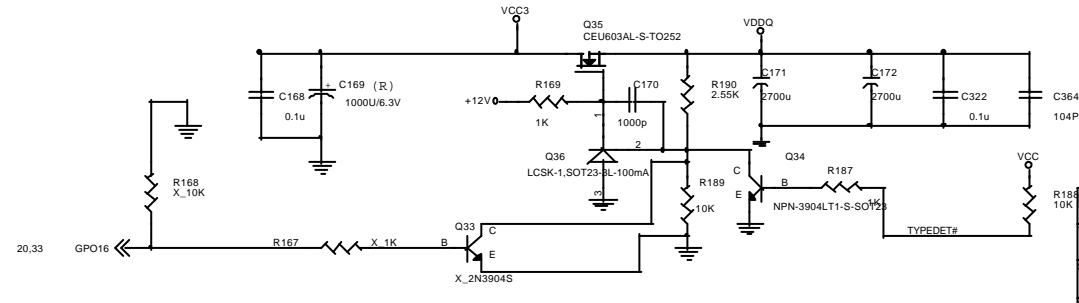 VCC3
Q35
CEU603AL-S-TO252
VDDQ
C168
0.1u
C169 (R)
1000U/6.3V
+12V
R169
1K
C170
1000p
R190
2.55K
C171
2700u
C172
2700u
C322
0.1u
C364
104P
1
2
3
Q36
LCSK-1,SOT23-3L-100mA
R189
10K
Q34
C
E
B
NPN-3904LT1-S-SOT23
R187
1K
VCC
R188
10K
TYPEDET#
R168
X_10K
20,33
GPO16
R167
X_1K
B
Q33
C
E
X_2N3904S